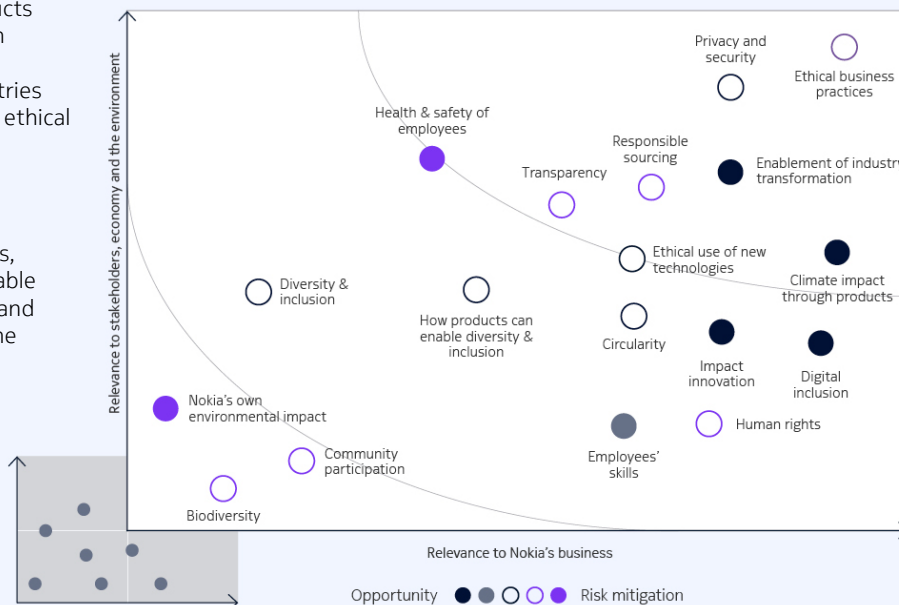 ucts
n
tries
ethical
s,
able
and
ne
Relevance to stakeholders, economy and the environment
Privacy and
security
Ethical business
practices
Health & safety of
employees
Responsible
sourcing
Transparency
Enablement of industry
transformation
Ethical use of new
technologies
Climate impact
through products
Diversity &
inclusion
How products can
enable diversity &
inclusion
Circularity
Impact
innovation
Digital
inclusion
Nokia's own
environmental impact
Human rights
Community
participation
Employees'
skills
Biodiversity
Relevance to Nokia's business
Opportunity
Risk mitigation